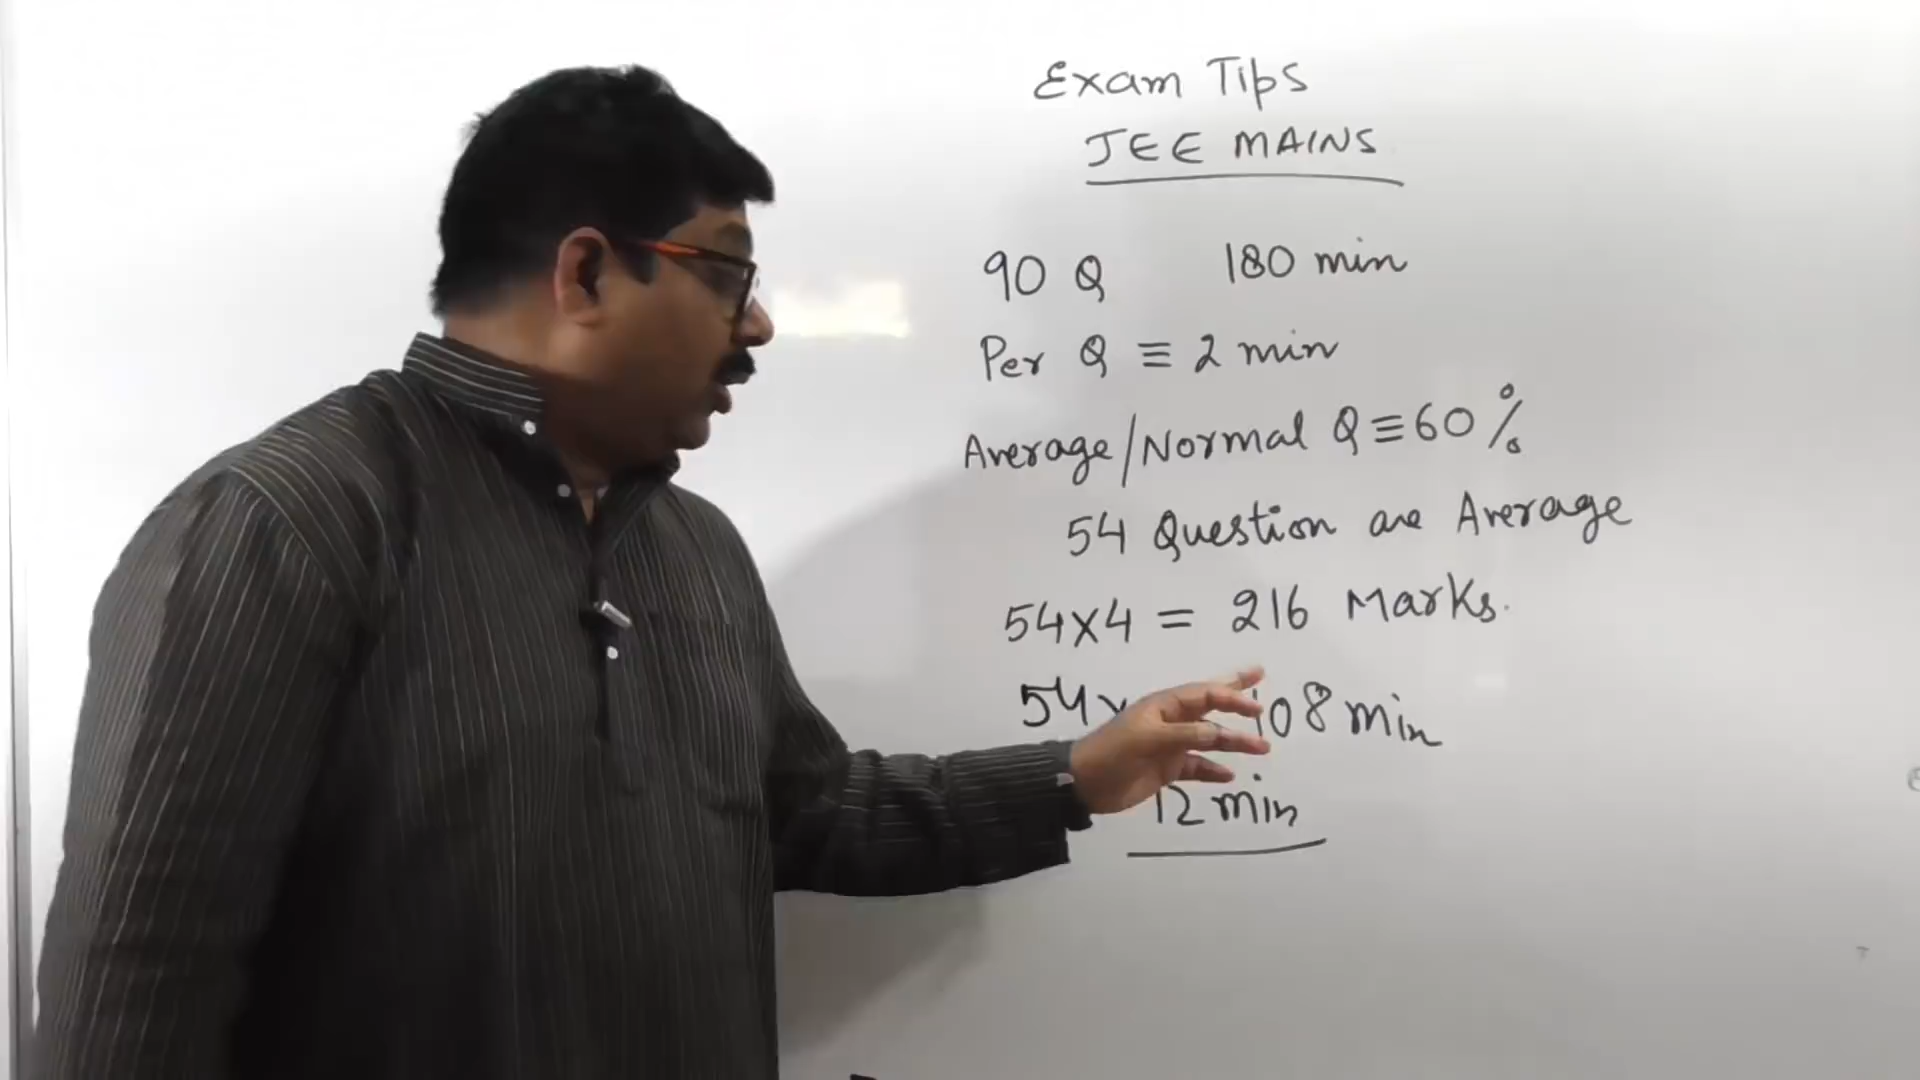 Exam Tips
JEE MAINS
90 Q 180 min
Per Q ≡ 2 min
Average/Normal Q ≡ 60 %
54 Question are Average
54x4 = 216 Marks.
54x 108 min
12 min